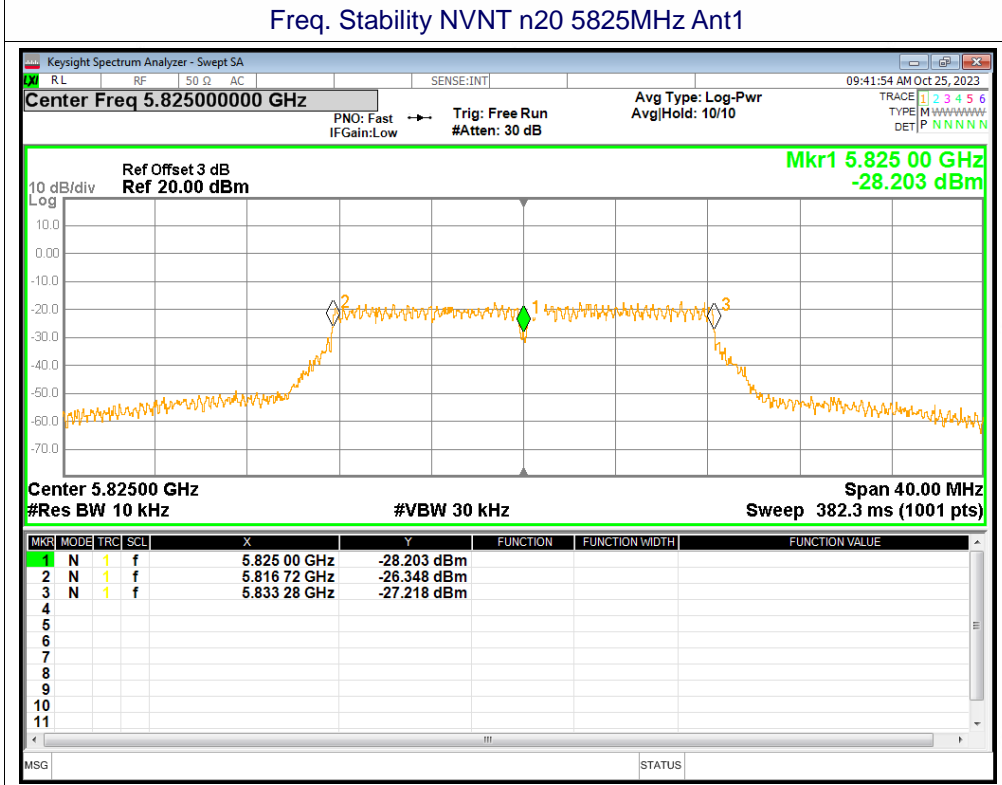 Freq. Stability NVNT n20 5825MHz Ant1
Keysight Spectrum Analyzer - Swept SA
LXI RL RF 50 Ω AC SENSE:INT 09:41:54 AM Oct 25, 2023
Center Freq 5.825000000 GHz
PNO: Fast
IFGain:Low
Trig: Free Run
#Atten: 30 dB
Avg Type: Log-Pwr
Avg|Hold: 10/10
TRACE 1 2 3 4 5 6
TYPE M WWWWW
DET P N N N N N
Mkr1 5.825 00 GHz
-28.203 dBm
Ref Offset 3 dB
10 dB/div Ref 20.00 dBm
Log
10.0
0.00
-10.0
-20.0
-30.0
-40.0
-50.0
-60.0
-70.0
2
1
3
Center 5.82500 GHz Span 40.00 MHz
#Res BW 10 kHz #VBW 30 kHz Sweep 382.3 ms (1001 pts)
MKR MODE TRC SCL X Y FUNCTION FUNCTION WIDTH FUNCTION VALUE
1 N 1 f 5.825 00 GHz -28.203 dBm
2 N 1 f 5.816 72 GHz -26.348 dBm
3 N 1 f 5.833 28 GHz -27.218 dBm
4
5
6
7
8
9
10
11
MSG STATUS